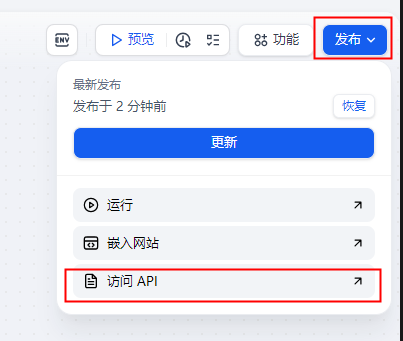 ENV 预览 功能 发布
最新发布
发布于 2 分钟前 恢复
更新
运行
嵌入网站
访问 API